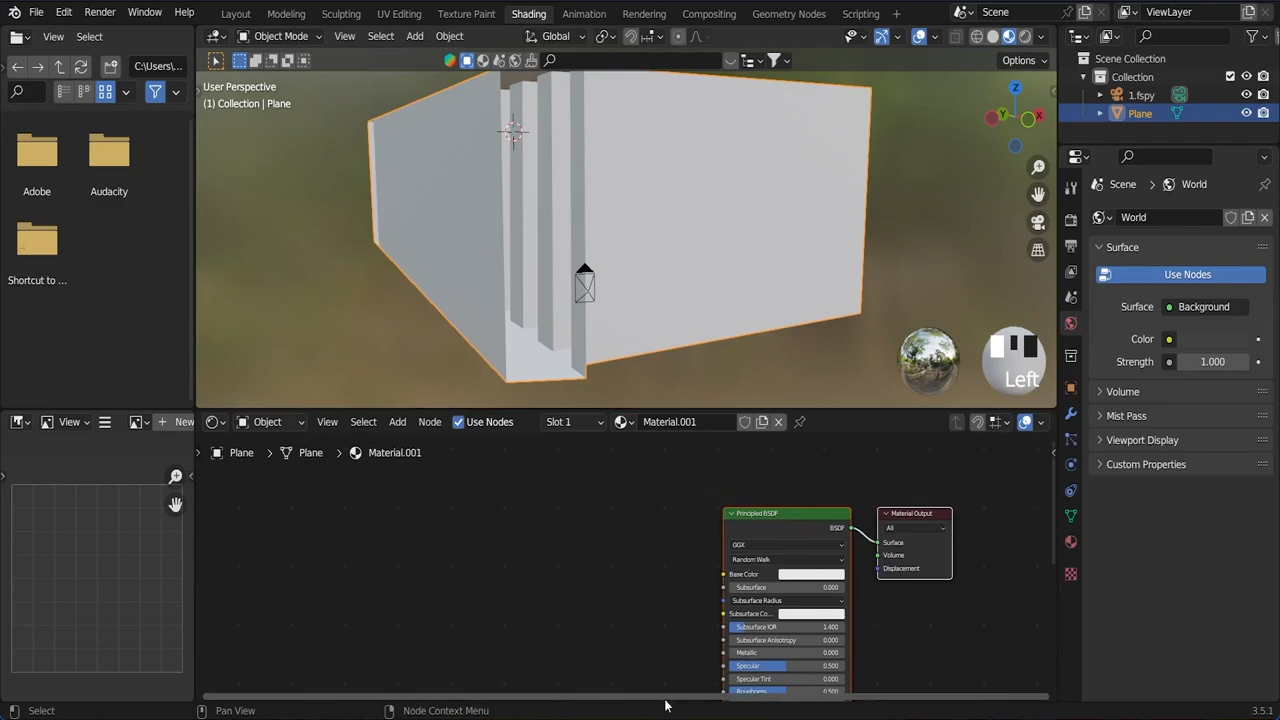 File Edit Render Window Help
Layout Modeling Sculpting UV Editing Texture Paint Shading Animation Rendering Compositing Geometry Nodes Scripting
Scene
ViewLayer
View Select
Object Mode View Select Add Object
Global
Options
C:\Users\...
Adobe
Audacity
Shortcut to ...
User Perspective
(1) Collection | Plane
Z
Y
X
Left
Scene Collection
Collection
1.fspy
Plane
Scene > World
World
Surface
Use Nodes
Surface Background
Color
Strength 1.000
Volume
Mist Pass
Viewport Display
Custom Properties
View
New
Object View Select Add Node Use Nodes
Slot 1
Material.001
Plane > Plane > Material.001
Principled BSDF
BSDF
GGX
Random Walk
Base Color
Subsurface 0.000
Subsurface Radius
Subsurface Co...
Subsurface IOR 1.400
Subsurface Anisotropy 0.000
Metallic 0.000
Specular 0.500
Specular Tint 0.000
Roughness 0.500
Material Output
All
Surface
Volume
Displacement
Select
Pan View
Node Context Menu
3.5.1